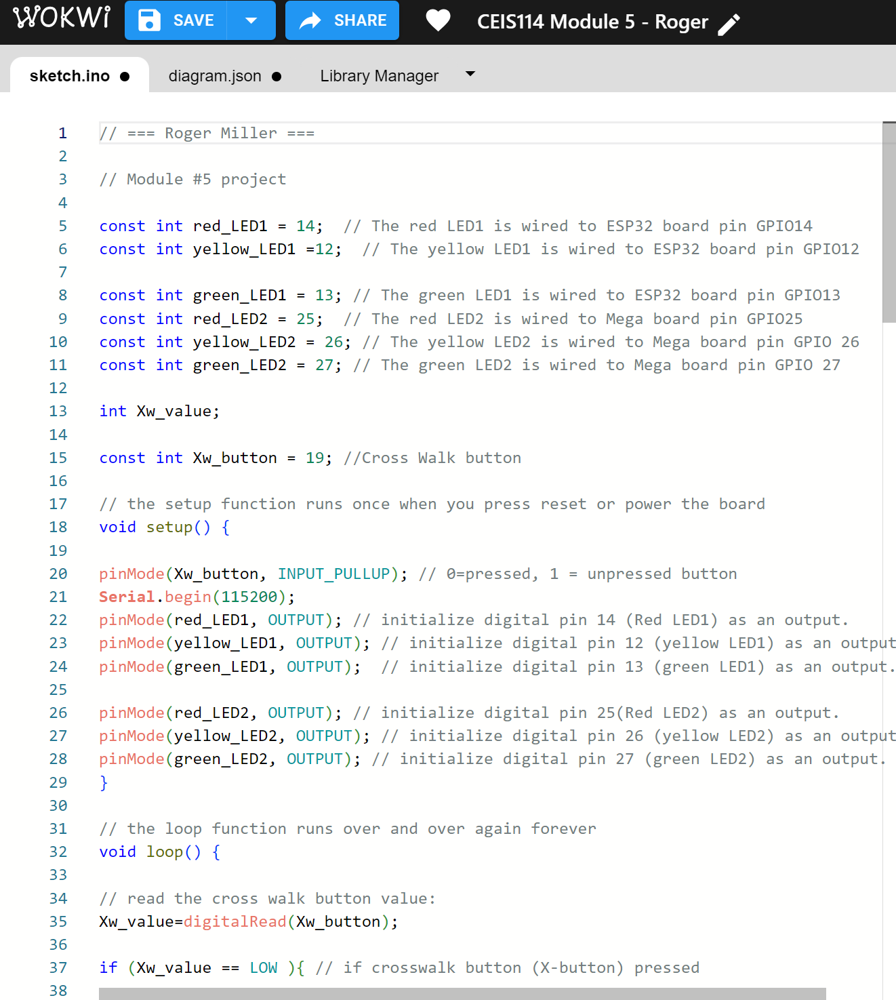 WOKWI SAVE SHARE CEIS114 Module 5 - Roger
sketch.ino diagram.json Library Manager
1 // === Roger Miller ===
2
3 // Module #5 project
4
5 const int red_LED1 = 14;  // The red LED1 is wired to ESP32 board pin GPIO14
6 const int yellow_LED1 =12;  // The yellow LED1 is wired to ESP32 board pin GPIO12
7
8 const int green_LED1 = 13; // The green LED1 is wired to ESP32 board pin GPIO13
9 const int red_LED2 = 25;  // The red LED2 is wired to Mega board pin GPIO25
10 const int yellow_LED2 = 26; // The yellow LED2 is wired to Mega board pin GPIO 26
11 const int green_LED2 = 27; // The green LED2 is wired to Mega board pin GPIO 27
12
13 int Xw_value;
14
15 const int Xw_button = 19; //Cross Walk button
16
17 // the setup function runs once when you press reset or power the board
18 void setup() {
19
20 pinMode(Xw_button, INPUT_PULLUP); // 0=pressed, 1 = unpressed button
21 Serial.begin(115200);
22 pinMode(red_LED1, OUTPUT); // initialize digital pin 14 (Red LED1) as an output.
23 pinMode(yellow_LED1, OUTPUT); // initialize digital pin 12 (yellow LED1) as an output
24 pinMode(green_LED1, OUTPUT);  // initialize digital pin 13 (green LED1) as an output.
25
26 pinMode(red_LED2, OUTPUT); // initialize digital pin 25(Red LED2) as an output.
27 pinMode(yellow_LED2, OUTPUT); // initialize digital pin 26 (yellow LED2) as an output
28 pinMode(green_LED2, OUTPUT); // initialize digital pin 27 (green LED2) as an output.
29 }
30
31 // the loop function runs over and over again forever
32 void loop() {
33
34 // read the cross walk button value:
35 Xw_value=digitalRead(Xw_button);
36
37 if (Xw_value == LOW ){ // if crosswalk button (X-button) pressed
38